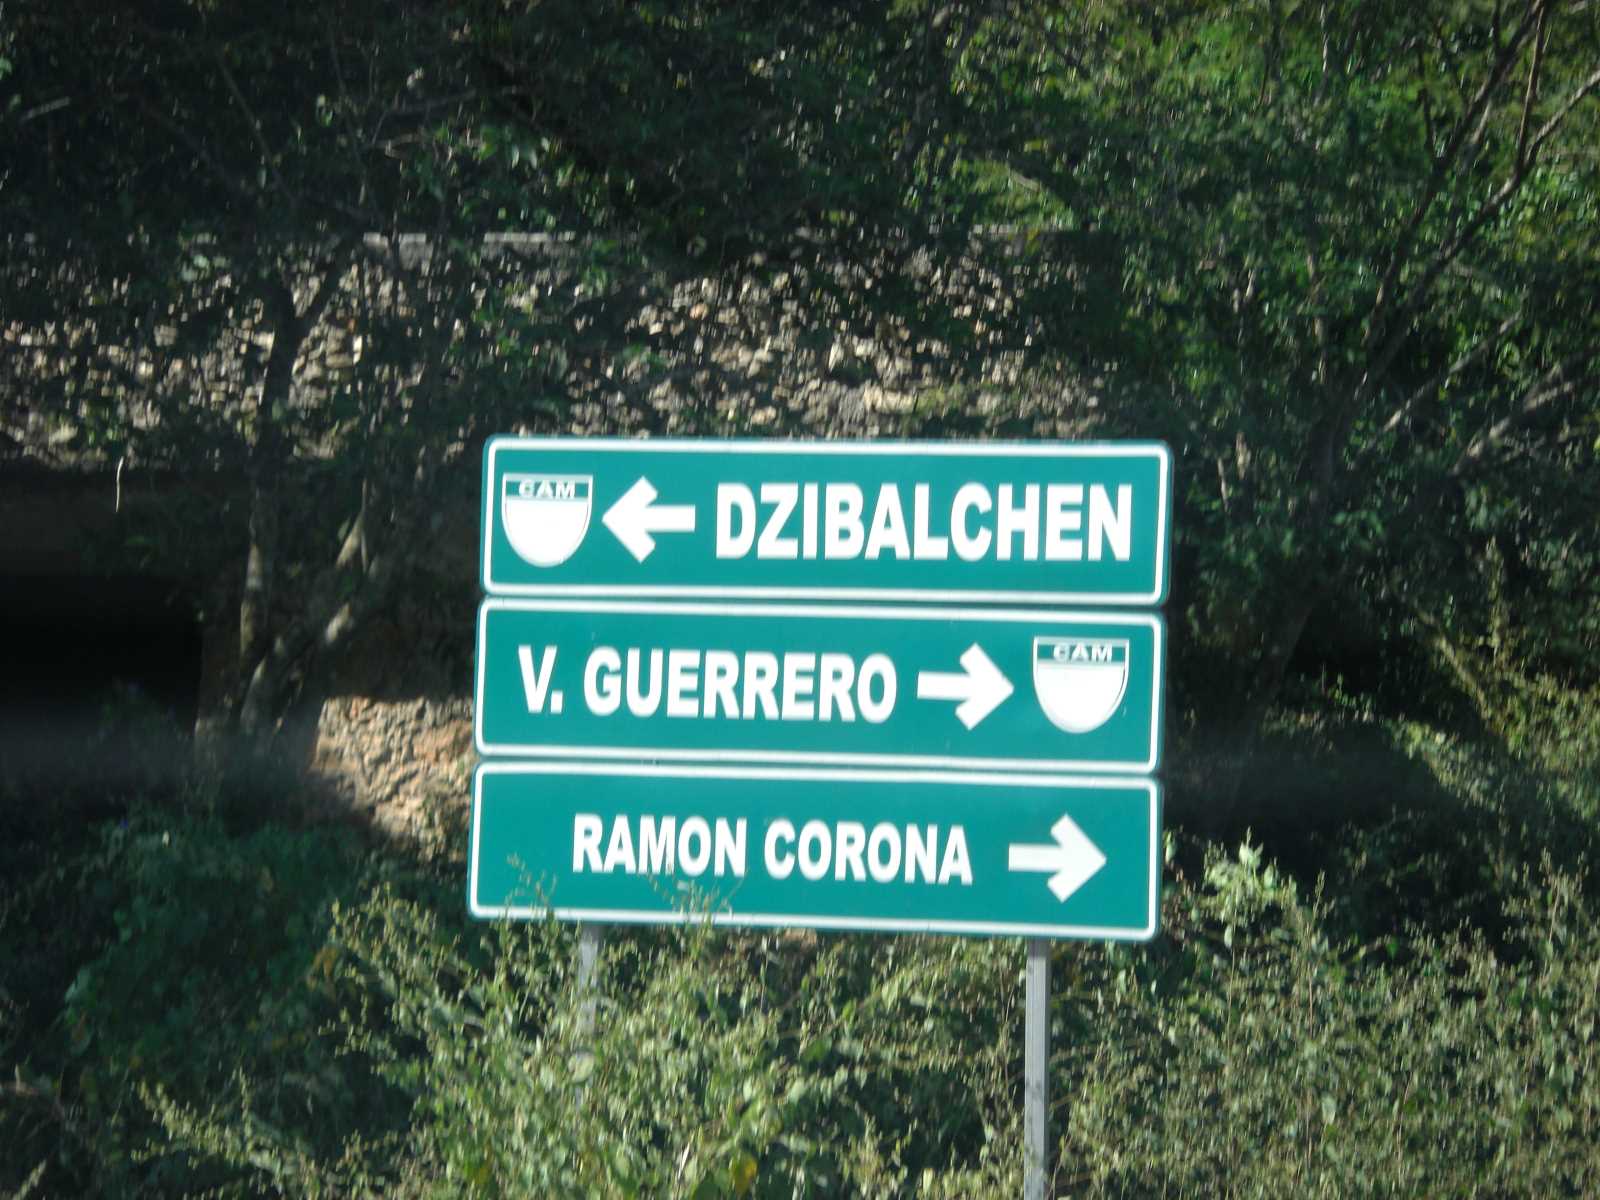 CAM DZIBALCHEN
V. GUERRERO CAM
RAMON CORONA